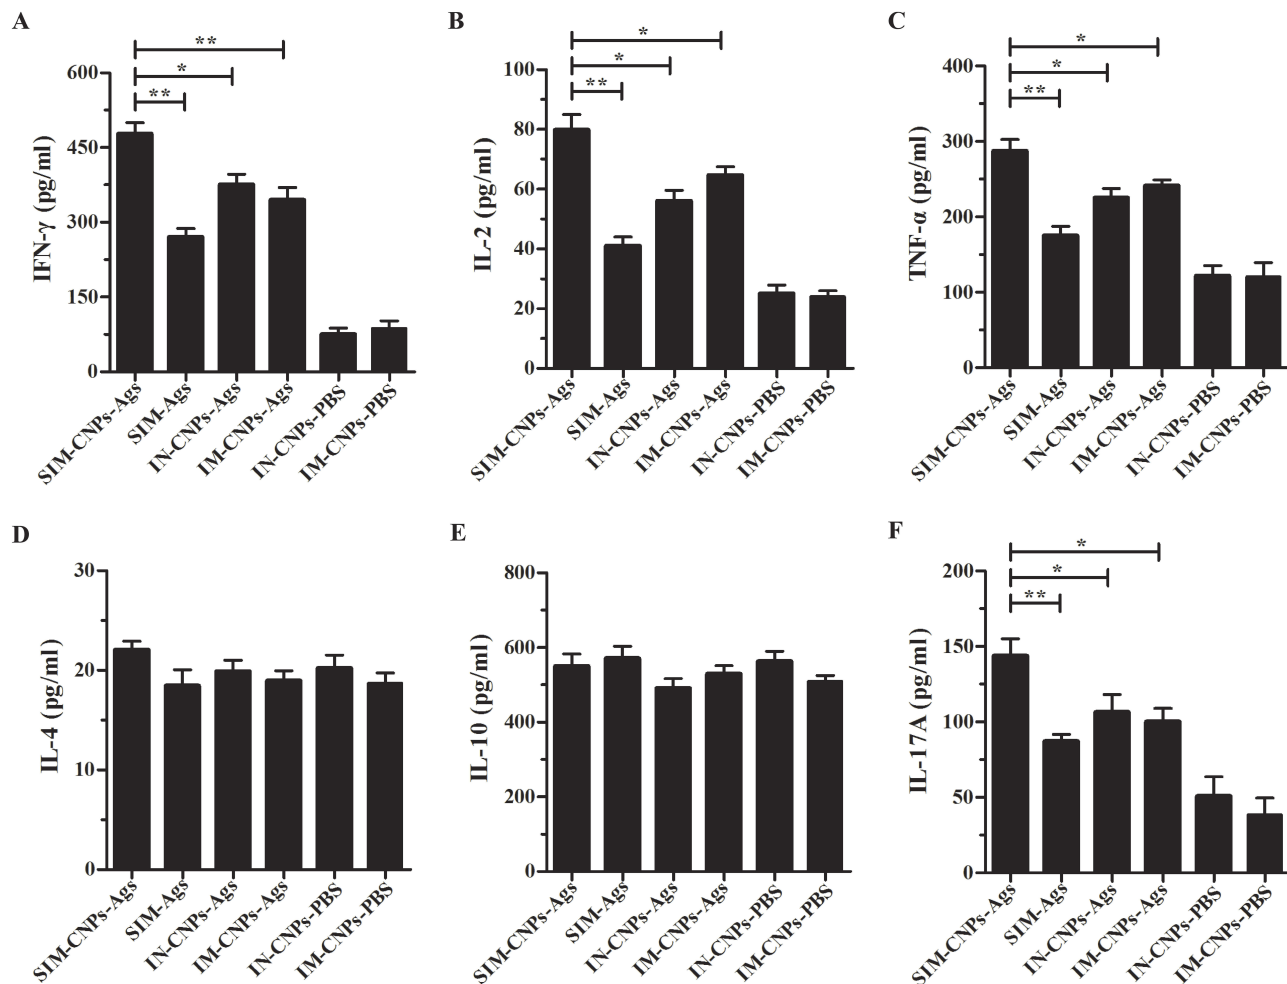 A
**
*
**
600
450
300
150
0
IFN-γ (pg/ml)
SIM-CNPs-Ags
SIM-Ags
IN-CNPs-Ags
IM-CNPs-Ags
IN-CNPs-PBS
IM-CNPs-PBS
B
*
*
**
100
80
60
40
20
0
IL-2 (pg/ml)
SIM-CNPs-Ags
SIM-Ags
IN-CNPs-Ags
IM-CNPs-Ags
IN-CNPs-PBS
IM-CNPs-PBS
C
*
*
**
400
300
200
100
0
TNF-α (pg/ml)
SIM-CNPs-Ags
SIM-Ags
IN-CNPs-Ags
IM-CNPs-Ags
IN-CNPs-PBS
IM-CNPs-PBS
D
30
20
10
0
IL-4 (pg/ml)
SIM-CNPs-Ags
SIM-Ags
IN-CNPs-Ags
IM-CNPs-Ags
IN-CNPs-PBS
IM-CNPs-PBS
E
800
600
400
200
0
IL-10 (pg/ml)
SIM-CNPs-Ags
SIM-Ags
IN-CNPs-Ags
IM-CNPs-Ags
IN-CNPs-PBS
IM-CNPs-PBS
F
*
*
**
200
150
100
50
0
IL-17A (pg/ml)
SIM-CNPs-Ags
SIM-Ags
IN-CNPs-Ags
IM-CNPs-Ags
IN-CNPs-PBS
IM-CNPs-PBS